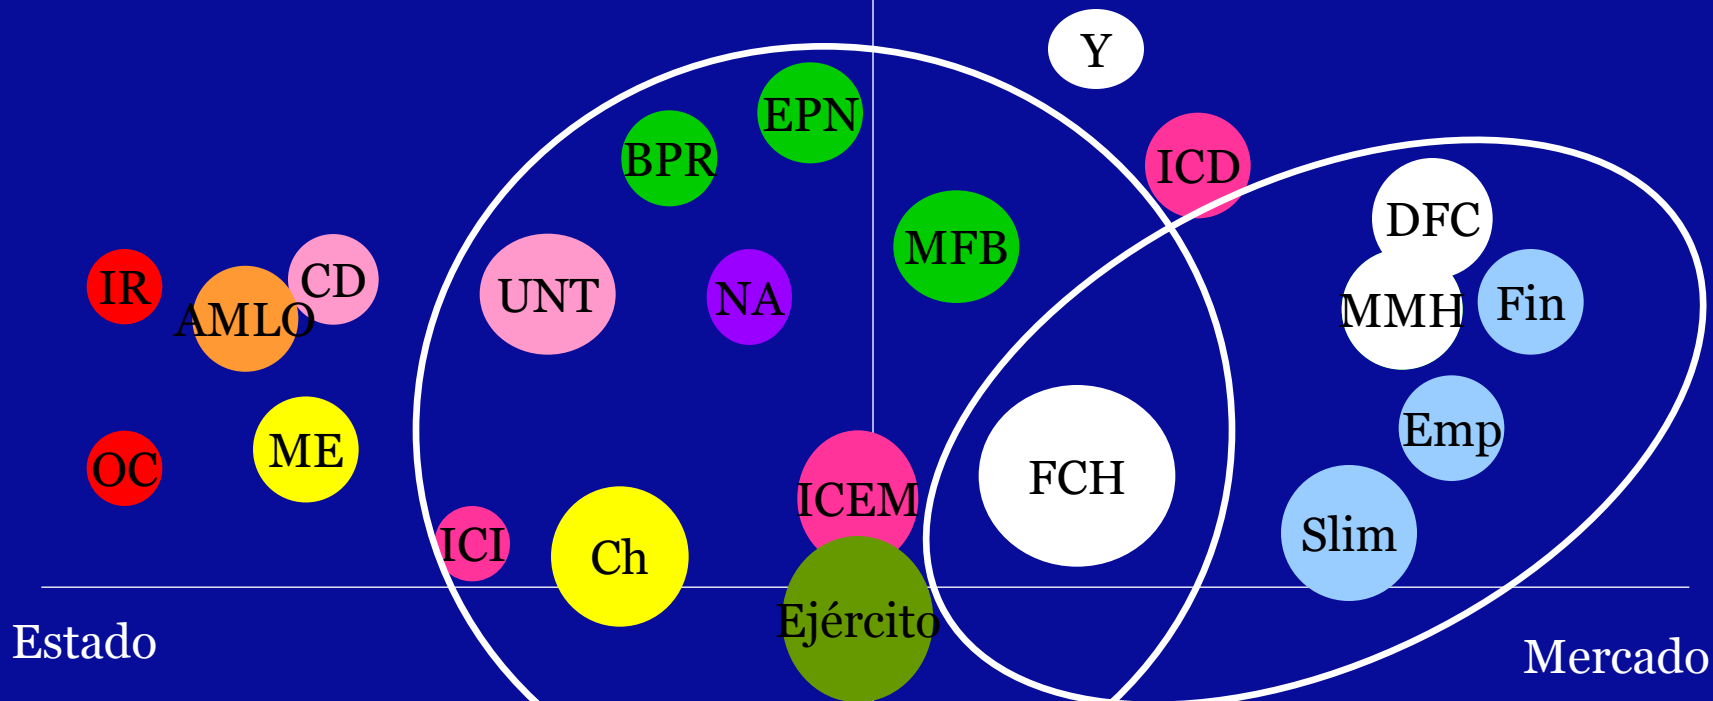 Y
EPN
BPR
ICD
DFC
MFB
CD
IR
AMLO
UNT
NA
MMH
Fin
Emp
ME
OC
FCH
ICEM
Slim
ICI
Ch
Ejército
Estado
Mercado